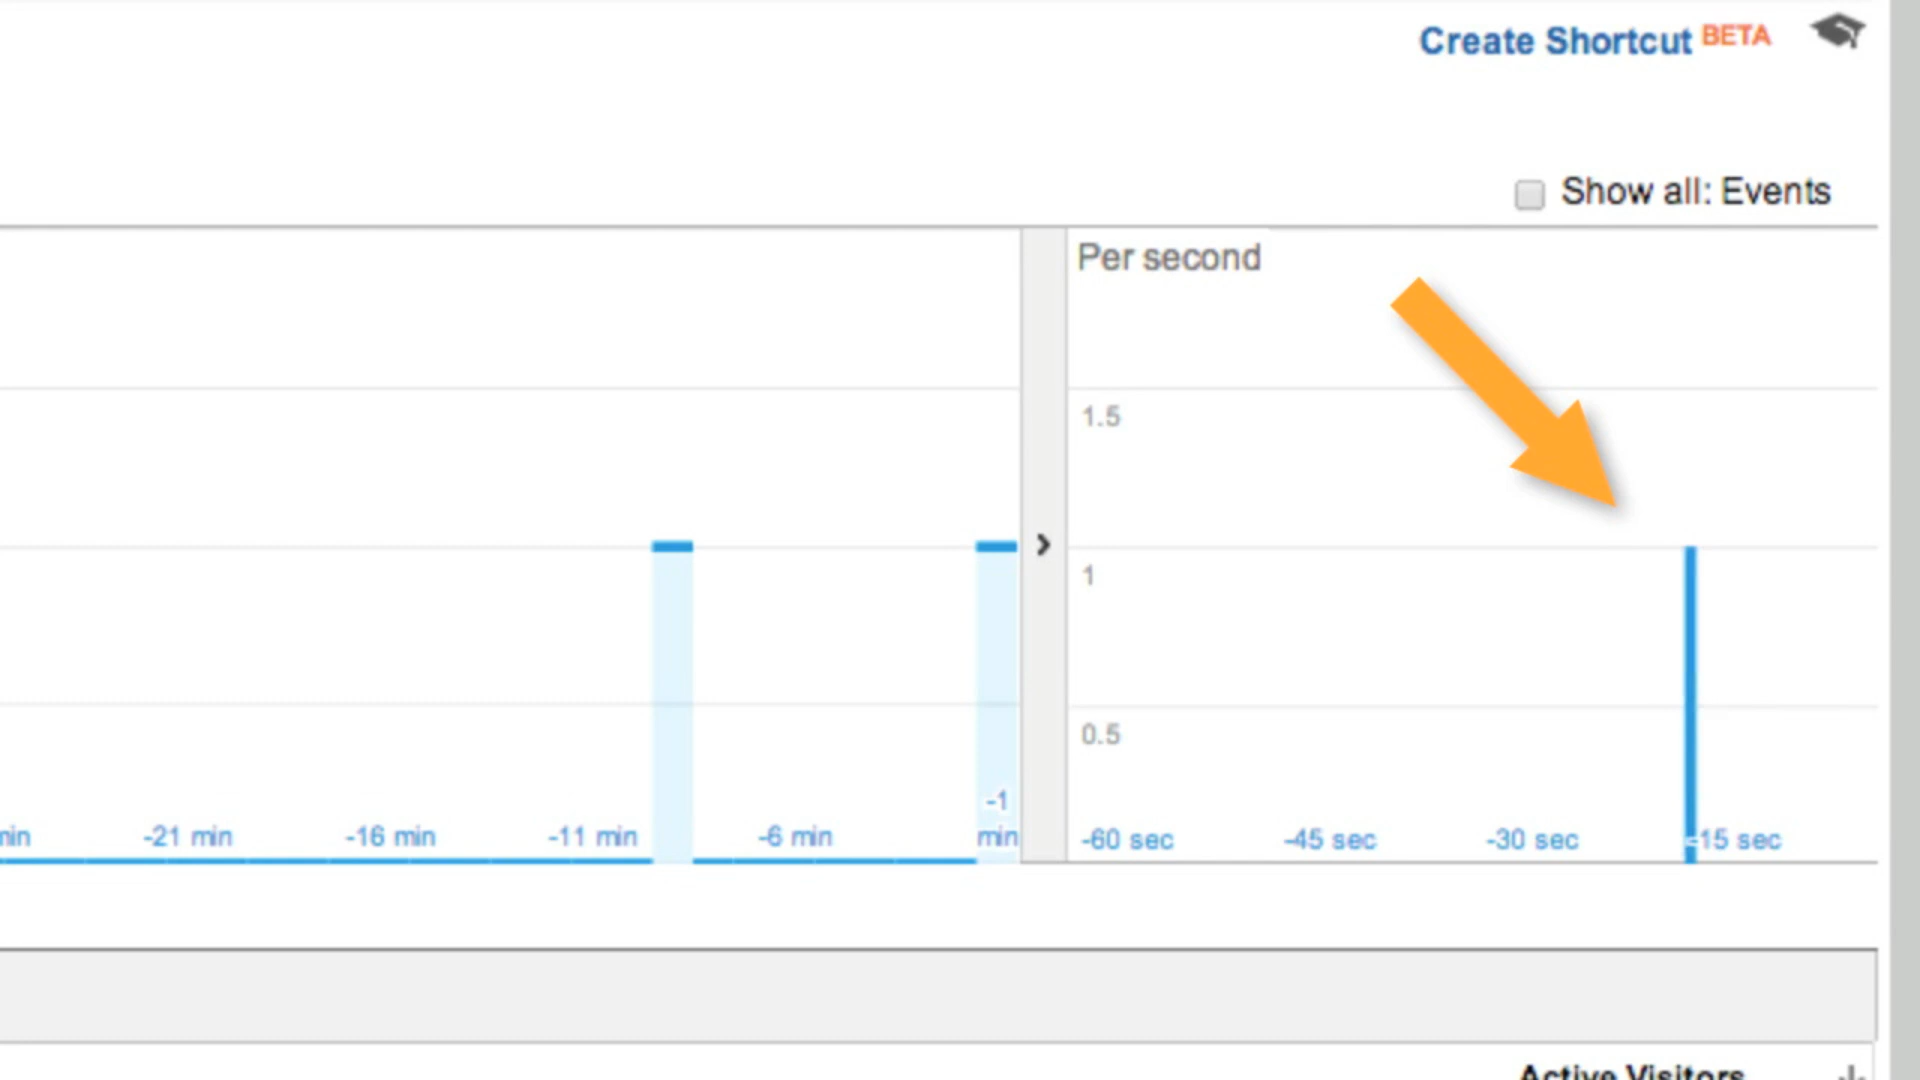 Create Shortcut BETA
Show all: Events
Per second
1.5
1
0.5
-21 min
-16 min
-11 min
-6 min
-1 min
-60 sec
-45 sec
-30 sec
-15 sec
Active Visitors